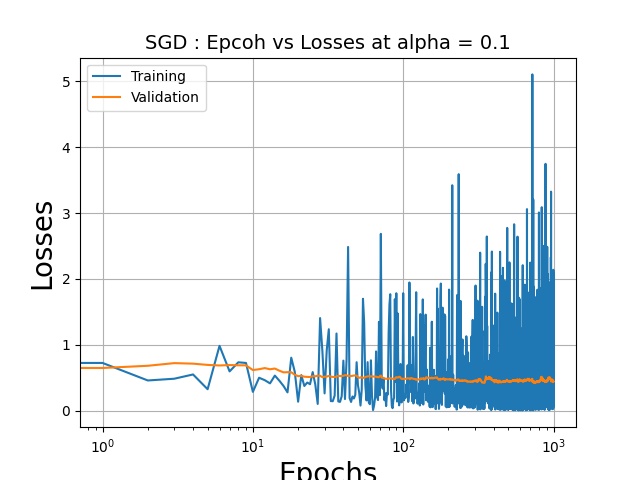 SGD : Epcoh vs Losses at alpha = 0.1
Training
Validation
Losses
5
4
3
2
1
0
10⁰
10¹
10²
10³
Epochs